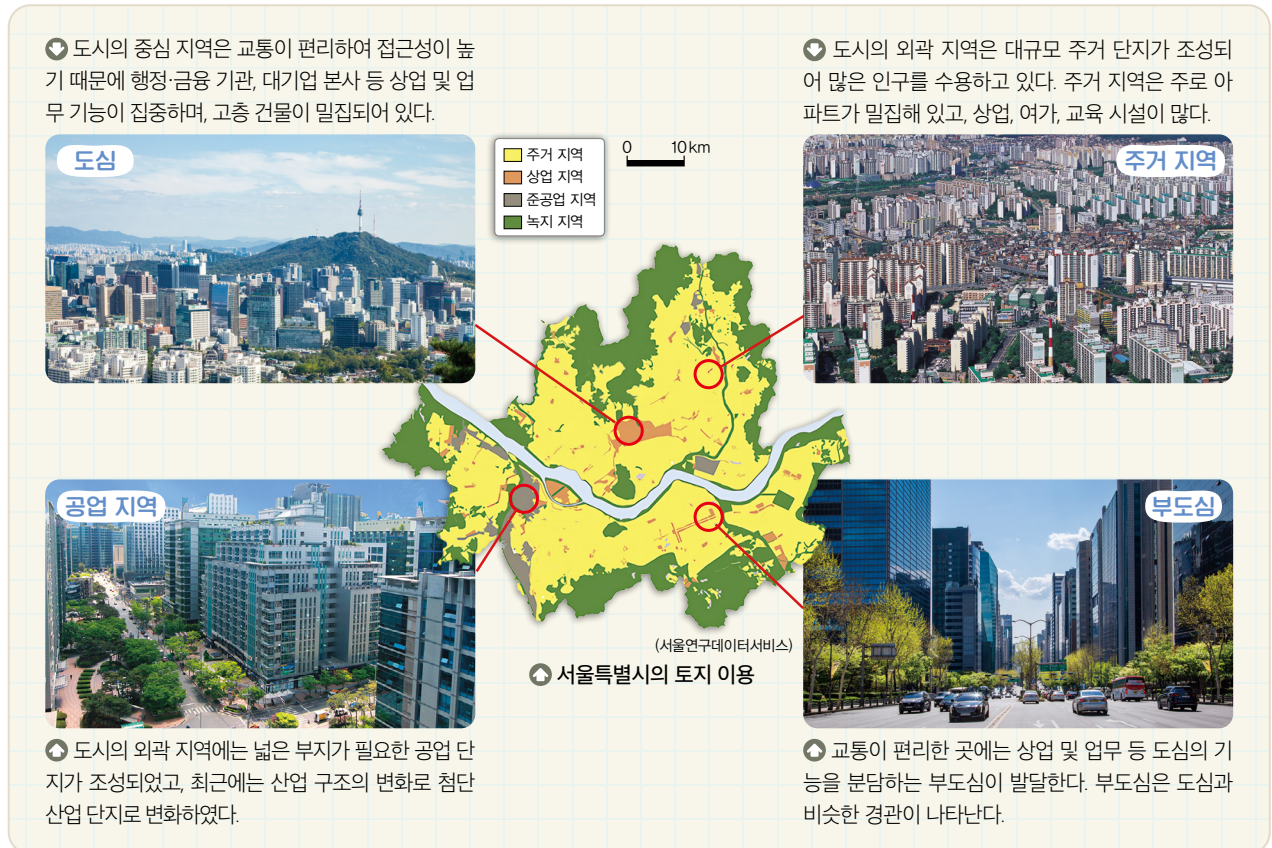 도시의 중심 지역은 교통이 편리하여 접근성이 높
기 때문에 행정·금융 기관, 대기업 본사 등 상업 및 업
무 기능이 집중하며, 고층 건물이 밀집되어 있다.
도심
도시의 외곽 지역은 대규모 주거 단지가 조성되
어 많은 인구를 수용하고 있다. 주거 지역은 주로 아
파트가 밀집해 있고, 상업, 여가, 교육 시설이 많다.
주거 지역
주거 지역
상업 지역
준공업 지역
녹지 지역
0 10km
공업 지역
도시의 외곽 지역에는 넓은 부지가 필요한 공업 단
지가 조성되었고, 최근에는 산업 구조의 변화로 첨단
산업 단지로 변화하였다.
(서울연구데이터서비스)
서울특별시의 토지 이용
부도심
교통이 편리한 곳에는 상업 및 업무 등 도심의 기
능을 분담하는 부도심이 발달한다. 부도심은 도심과
비슷한 경관이 나타난다.